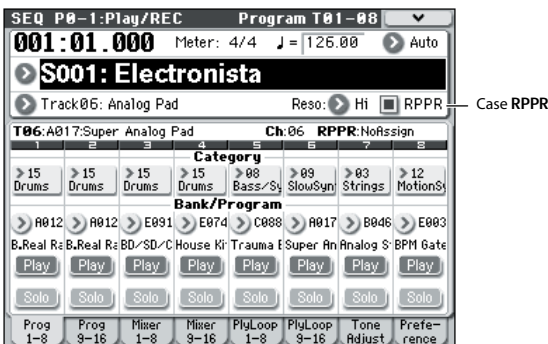 SEQ P0-1:Play/REC Program T01-08
001:01.000 Meter: 4/4 ♩= 126.00 Auto
S001: Electronista
Track06: Analog Pad Reso: Hi RPPR
Case RPPR
T06:A017:Super Analog Pad Ch:06 RPPR:NoAssign
1 2 3 4 5 6 7 8
Category
15 15 15 15 08 09 03 12
Drums Drums Drums Drums Bass/Sy SlowSyn Strings MotionSy
Bank/Program
A012 A012 E091 E074 C088 A017 B046 E003
B.Real Ra B.Real Ra BD/SD/C House Ki Trauma Super An Analog S BPM Gate
Play Play Play Play Play Play Play Play
Solo Solo Solo Solo Solo Solo Solo Solo
Prog 1-8 Prog 9-16 Mixer 1-8 Mixer 9-16 PlyLoop 1-8 PlyLoop 9-16 Tone Adjust Prefe-rence